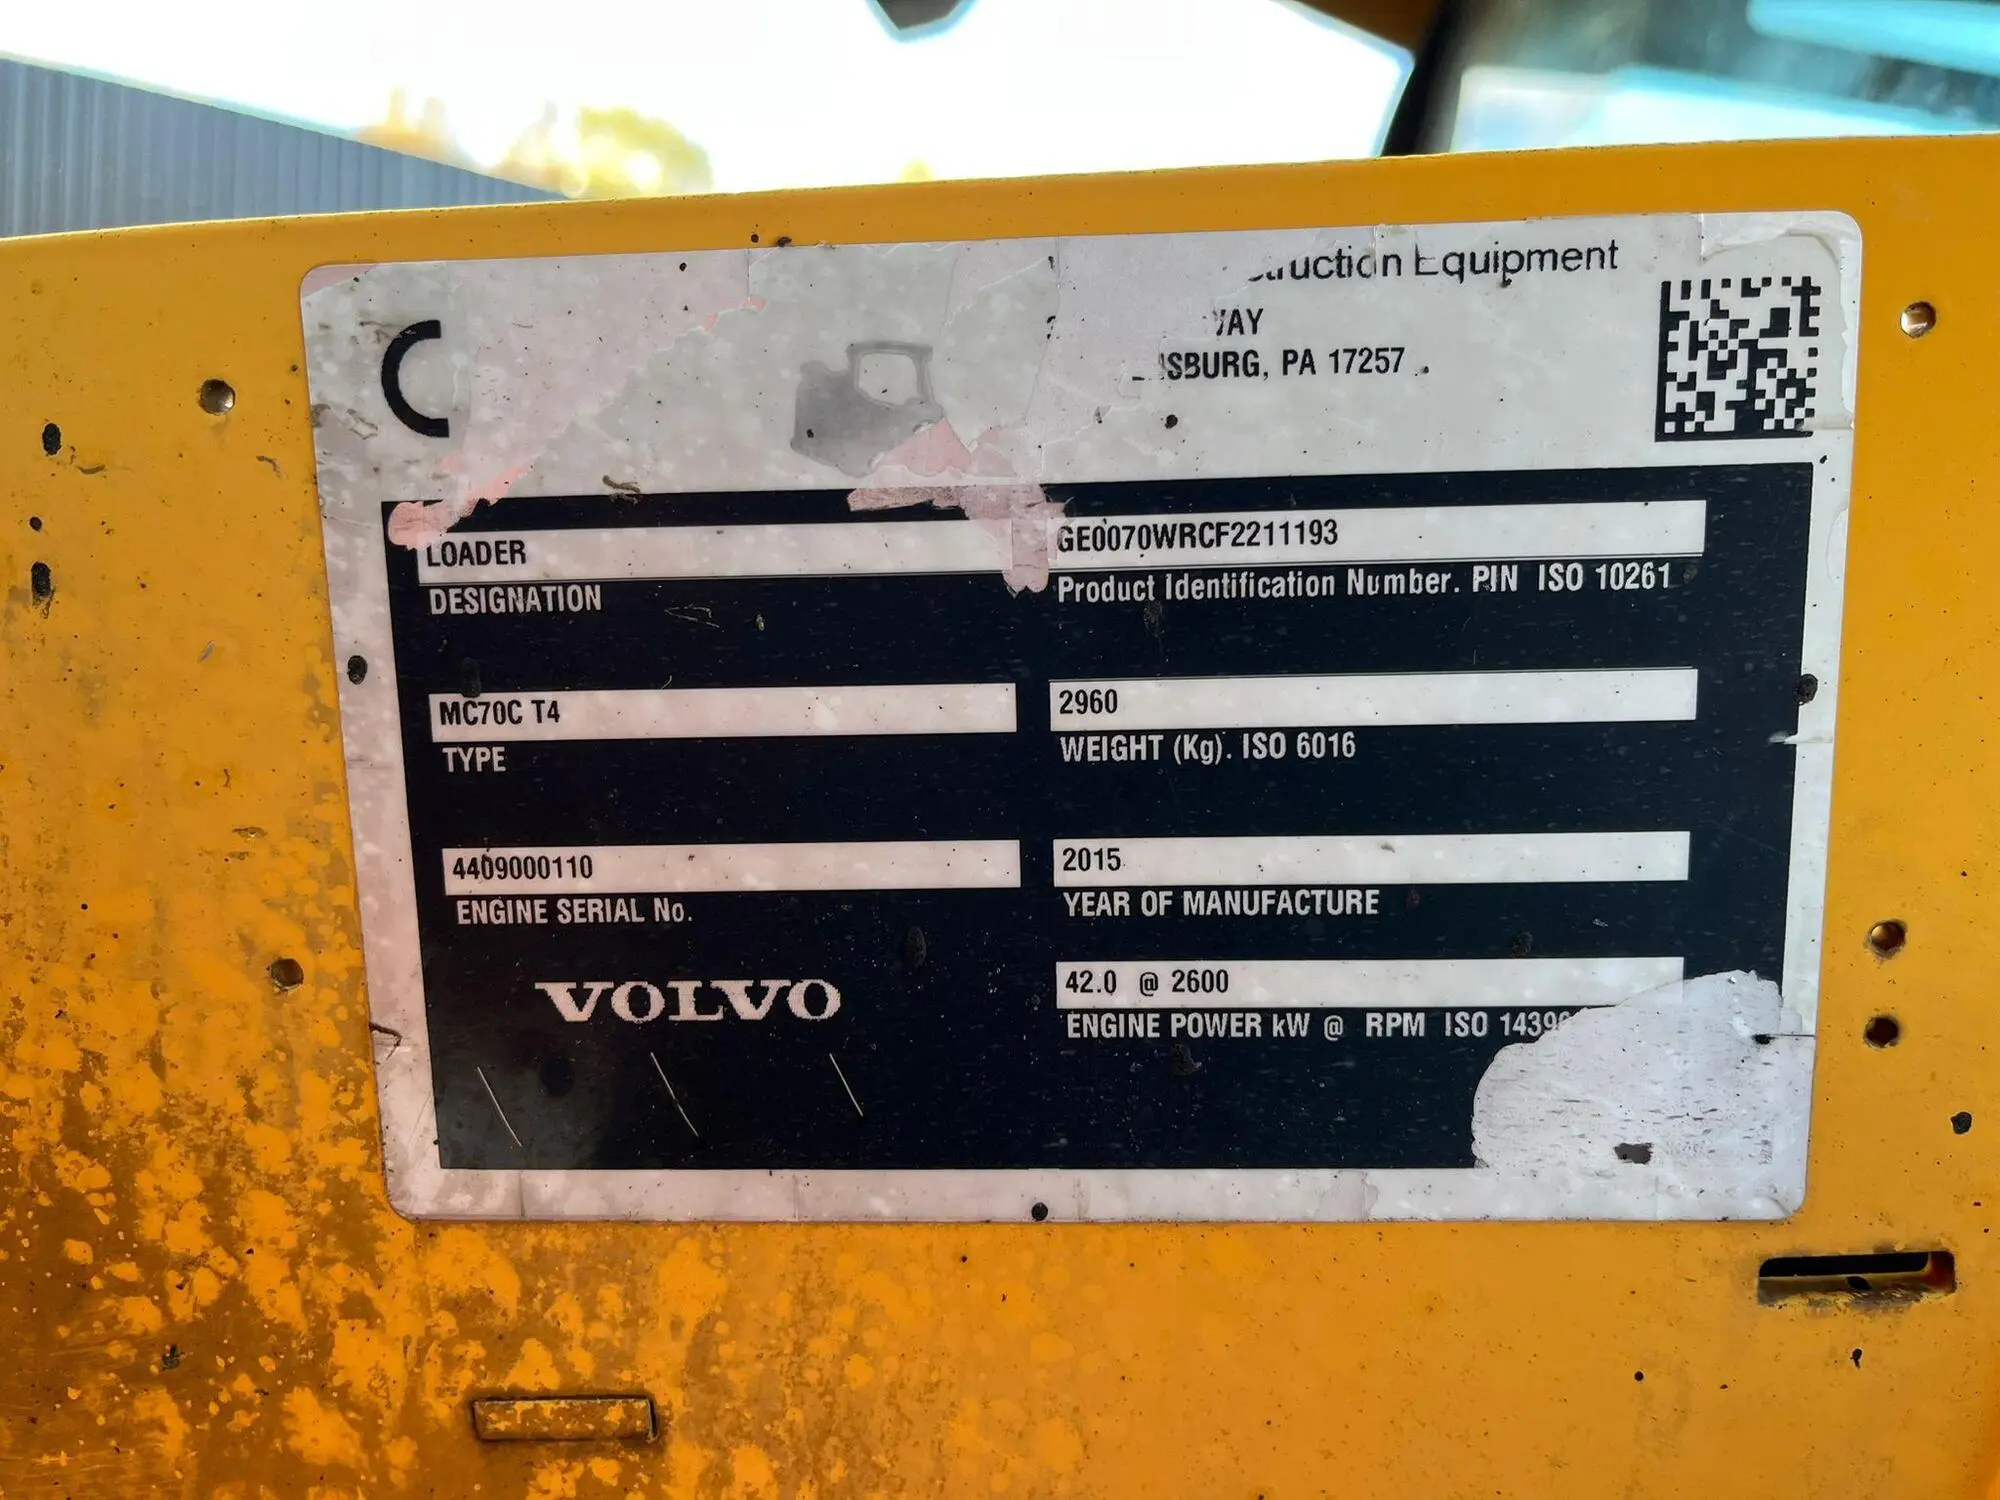 C
Equipment
PA 17257
LOADER
DESIGNATION
GE0070WRCF2211193
Product Identification Number. PIN ISO 10261
MC70C T4
TYPE
2960
WEIGHT (Kg). ISO 6016
4409000110
ENGINE SERIAL No.
2015
YEAR OF MANUFACTURE
VOLVO
42.0 @ 2600
ENGINE POWER kW @ RPM ISO